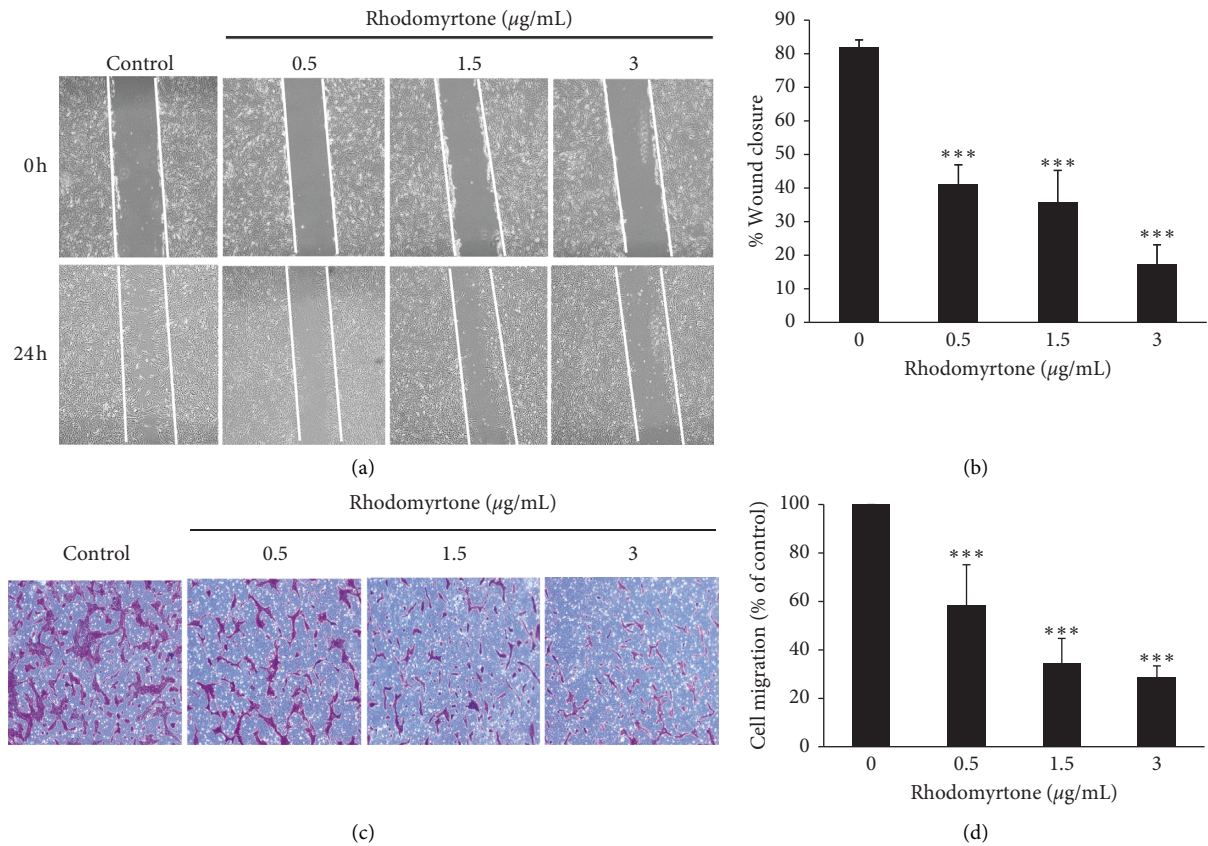 Rhodomyrtone (μg/mL)
Control
0.5
1.5
3
0 h
24 h
(a)
90
80
70
60
50
40
30
20
10
0
% Wound closure
***
***
***
0
0.5
1.5
3
Rhodomyrtone (μg/mL)
(b)
Rhodomyrtone (μg/mL)
Control
0.5
1.5
3
(c)
100
80
60
40
20
0
Cell migration (% of control)
***
***
***
0
0.5
1.5
3
Rhodomyrtone (μg/mL)
(d)